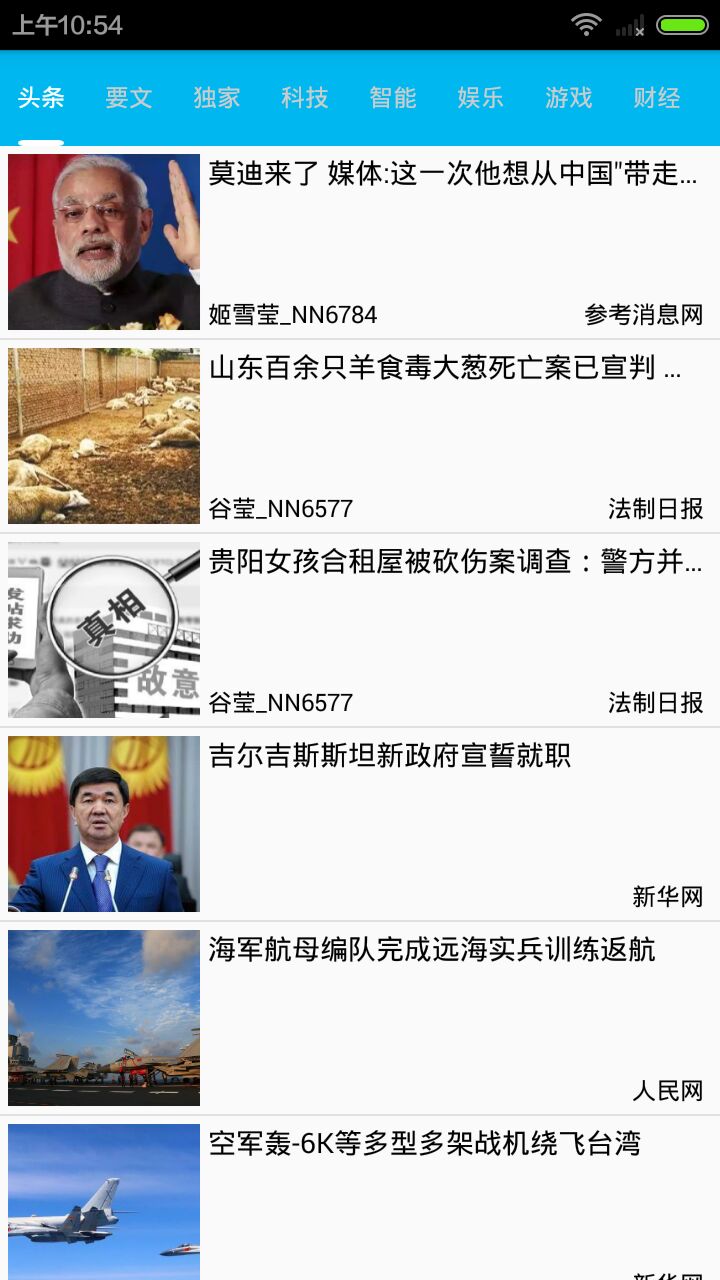 上午10:54
头条 要文 独家 科技 智能 娱乐 游戏 财经
莫迪来了 媒体:这一次他想从中国"带走...
姬雪莹_NN6784 参考消息网
山东百余只羊食毒大葱死亡案已宣判 ...
谷莹_NN6577 法制日报
贵阳女孩合租屋被砍伤案调查：警方并...
真相
故意
谷莹_NN6577 法制日报
吉尔吉斯斯坦新政府宣誓就职
新华网
海军航母编队完成远海实兵训练返航
人民网
空军轰-6K等多型多架战机绕飞台湾
新华网